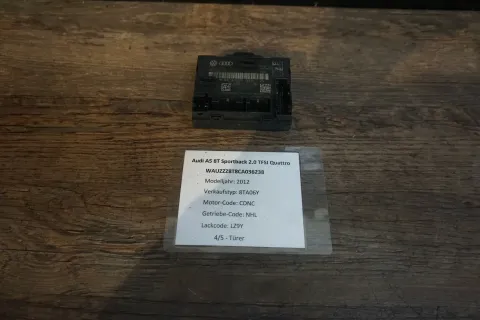 Audi A5 8T Sportback 2.0 TFSI Quattro
WAUZZZ8T8CA036238
Modelljahr: 2012
Verkaufstyp: 8TA06Y
Motor-Code: CDNC
Getriebe-Code: NHL
Lackcode: LZ9Y
4/5 - Türer